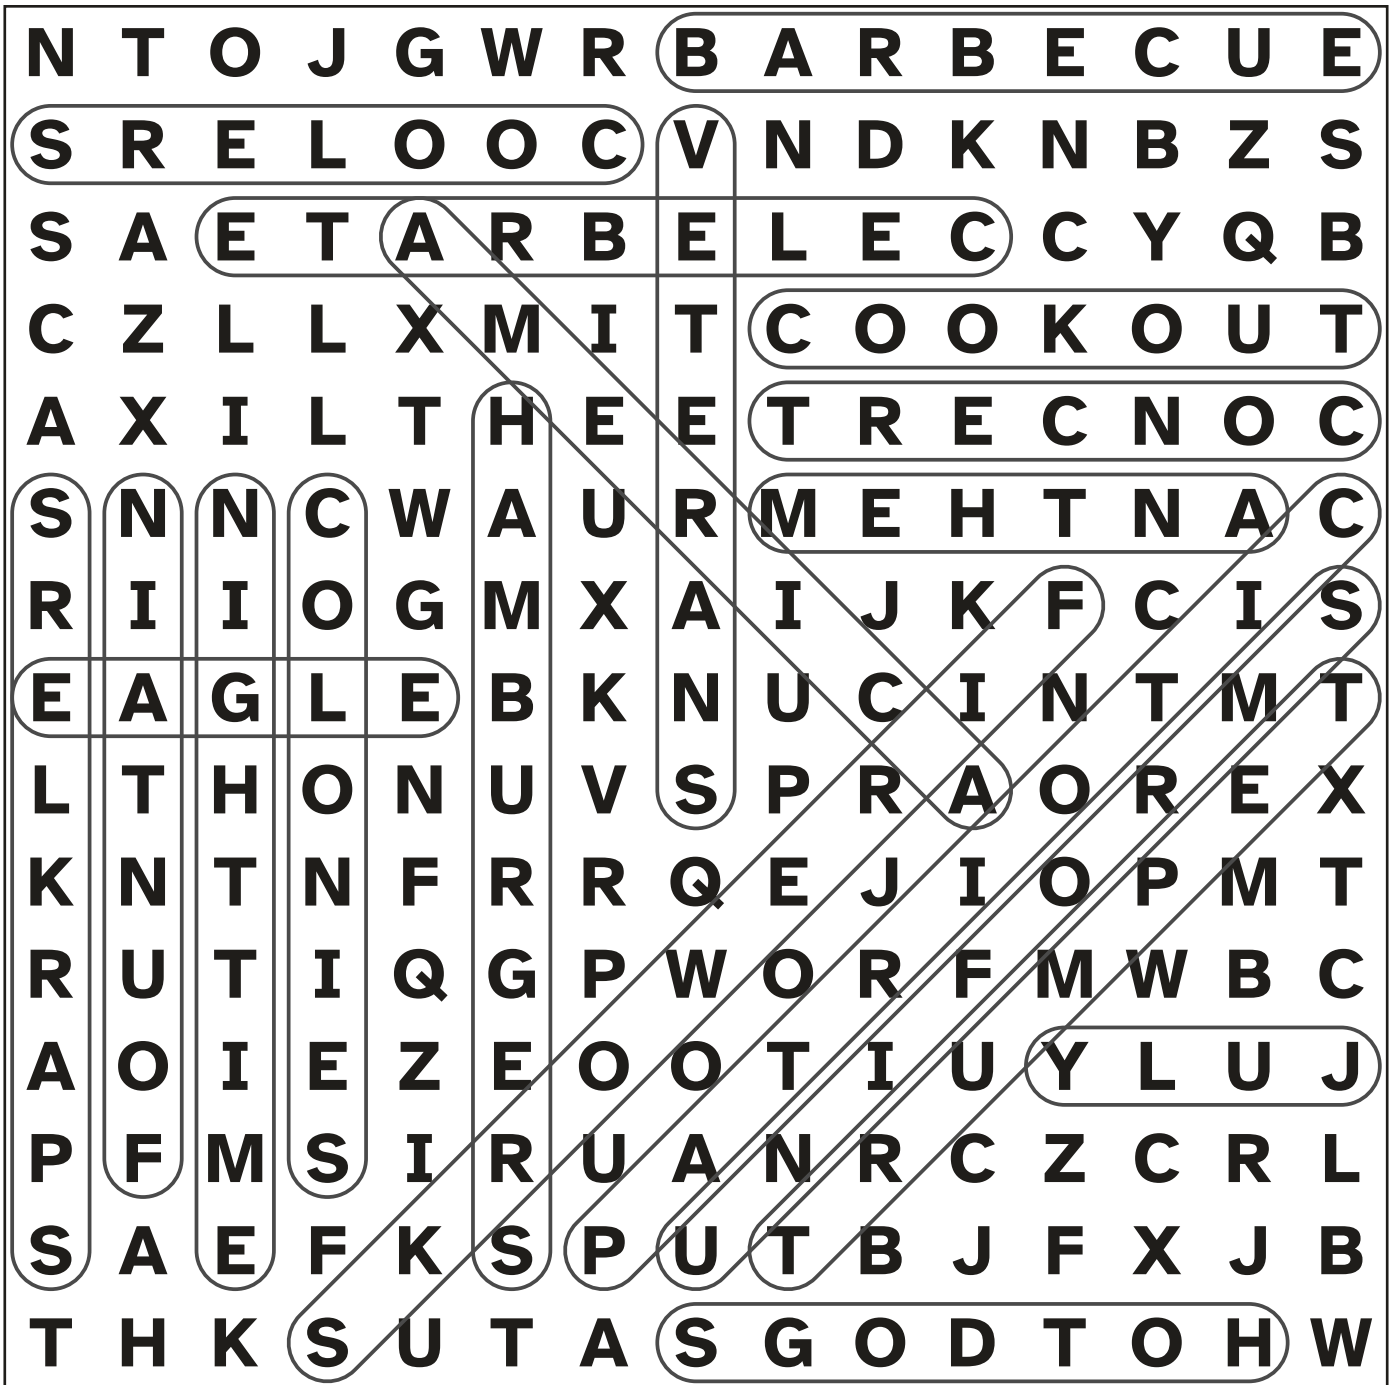 N T O J G W R B A R B E C U E
S R E L O O C V N D K N B Z S
S A E T A R B E L E C C Y Q B
C Z L L X M I T C O O K O U T
A X I L T H E E T R E C N O C
S N N C W A U R M E H T N A C
R I I O G M X A I J K F C I S
E A G L E B K N U C I N T M T
L T H O N U V S P R A O R E X
K N T N F R R Q E J I O P M T
R U T I Q G P W O R F M W B C
A O I E Z E O O T I U Y L U J
P F M S I R U A N R C Z C R L
S A E F K S P U T B J F X J B
T H K S U T A S G O D T O H W